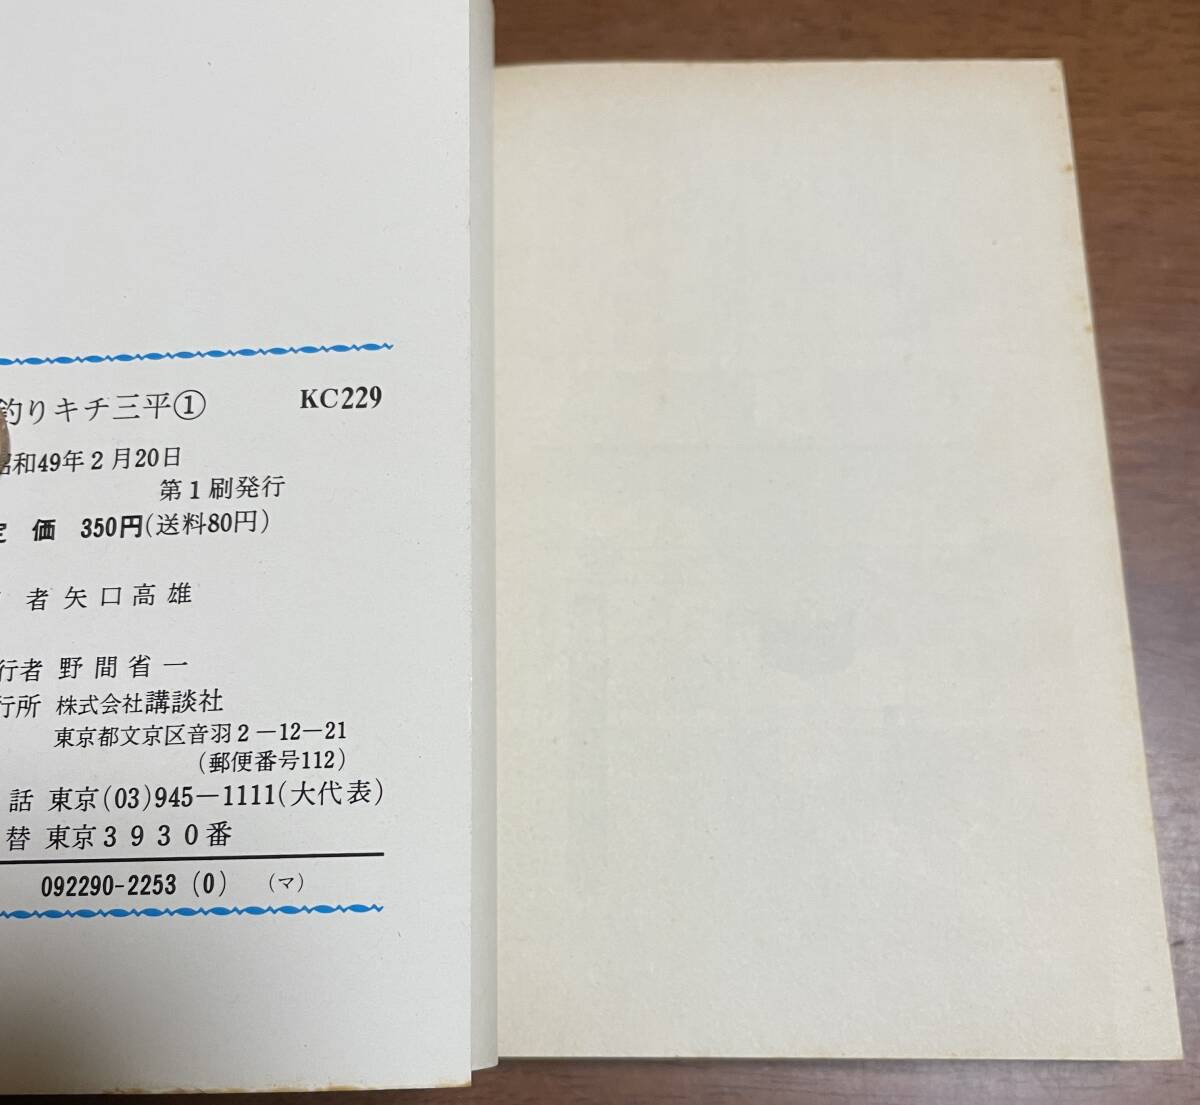 釣りキチ三平① KC229
昭和49年2月20日
第1刷発行
定 価 350円(送料80円)
者 矢口高雄
行者 野間省一
行所 株式会社講談社
東京都文京区音羽2-12-21
(郵便番号112)
話 東京(03)945-1111(大代表)
替 東京3930番
092290-2253 (0) (マ)